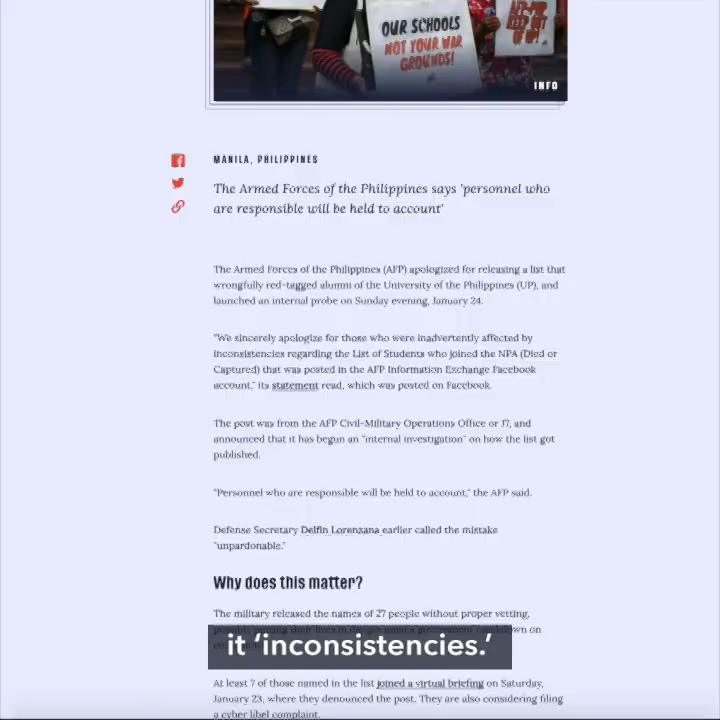 OUR SCHOOLS
NOT YOUR WAR
GROUNDS!
KEEP OUT
OF UP!
INFO
MANILA, PHILIPPINES
The Armed Forces of the Philippines says 'personnel who
are responsible will be held to account'
The Armed Forces of the Philippines (AFP) apologized for releasing a list that
wrongfully red-tagged alumni of the University of the Philippines (UP), and
launched an internal probe on Sunday evening, January 24.
"We sincerely apologize for those who were inadvertently affected by
inconsistencies regarding the List of Students who joined the NPA (Died or
Captured) that was posted in the AFP Information Exchange Facebook
account," its statement read, which was posted on Facebook.
The post was from the AFP Civil-Military Operations Office or J7, and
announced that it has begun an "internal investigation" on how the list got
published.
"Personnel who are responsible will be held to account," the AFP said.
Defense Secretary Delfin Lorenzana earlier called the mistake
"unpardonable."
Why does this matter?
The military released the names of 27 people without proper vetting,
on
it 'inconsistencies.'
At least 7 of those named in the list joined a virtual briefing on Saturday,
January 23, where they denounced the post. They are also considering filing
a cyber libel complaint.